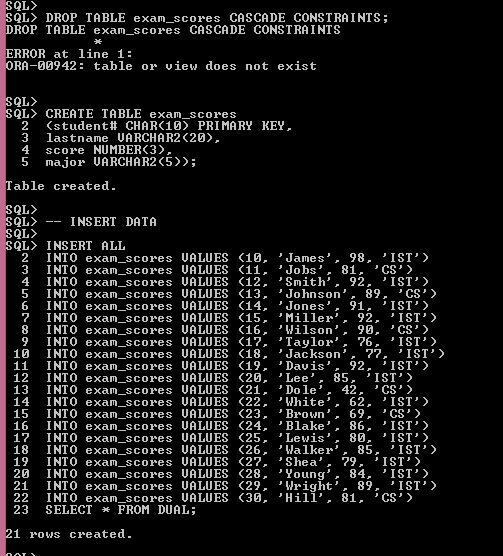 SQL>
SQL> DROP TABLE exam_scores CASCADE CONSTRAINTS;
DROP TABLE exam_scores CASCADE CONSTRAINTS
           *
ERROR at line 1:
ORA-00942: table or view does not exist

SQL>
SQL> CREATE TABLE exam_scores
  2  (student# CHAR(10) PRIMARY KEY,
  3  lastname VARCHAR2(20),
  4  score NUMBER(3),
  5  major VARCHAR2(5));

Table created.

SQL>
SQL> -- INSERT DATA
SQL>
SQL> INSERT ALL
  2  INTO exam_scores VALUES (10, 'James', 98, 'IST')
  3  INTO exam_scores VALUES (11, 'Jobs', 81, 'CS')
  4  INTO exam_scores VALUES (12, 'Smith', 92, 'IST')
  5  INTO exam_scores VALUES (13, 'Johnson', 89, 'CS')
  6  INTO exam_scores VALUES (14, 'Jones', 91, 'IST')
  7  INTO exam_scores VALUES (15, 'Miller', 92, 'IST')
  8  INTO exam_scores VALUES (16, 'Wilson', 90, 'CS')
  9  INTO exam_scores VALUES (17, 'Taylor', 76, 'IST')
 10  INTO exam_scores VALUES (18, 'Jackson', 77, 'IST')
 11  INTO exam_scores VALUES (19, 'Davis', 92, 'IST')
 12  INTO exam_scores VALUES (20, 'Lee', 85, 'IST')
 13  INTO exam_scores VALUES (21, 'Dole', 42, 'CS')
 14  INTO exam_scores VALUES (22, 'White', 62, 'IST')
 15  INTO exam_scores VALUES (23, 'Brown', 69, 'CS')
 16  INTO exam_scores VALUES (24, 'Blake', 86, 'IST')
 17  INTO exam_scores VALUES (25, 'Lewis', 80, 'IST')
 18  INTO exam_scores VALUES (26, 'Walker', 85, 'IST')
 19  INTO exam_scores VALUES (27, 'Shea', 79, 'IST')
 20  INTO exam_scores VALUES (28, 'Young', 84, 'IST')
 21  INTO exam_scores VALUES (29, 'Wright', 89, 'IST')
 22  INTO exam_scores VALUES (30, 'Hill', 81, 'CS')
 23  SELECT * FROM DUAL;

21 rows created.

SQL>